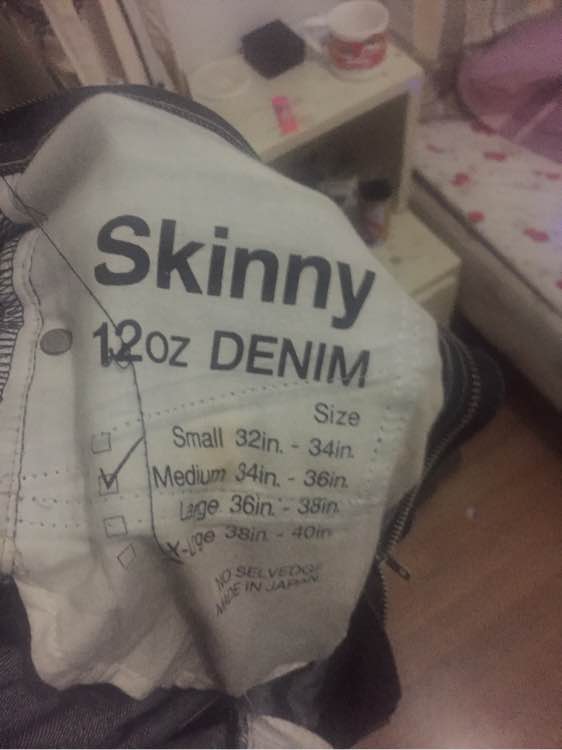 Skinny
12oz DENIM
Size
Small 32in. - 34in.
Medium 34in. - 36in.
Large 36in. - 38in.
X-Lge 38in - 40in
NO SELVEDGE
MADE IN JAPAN